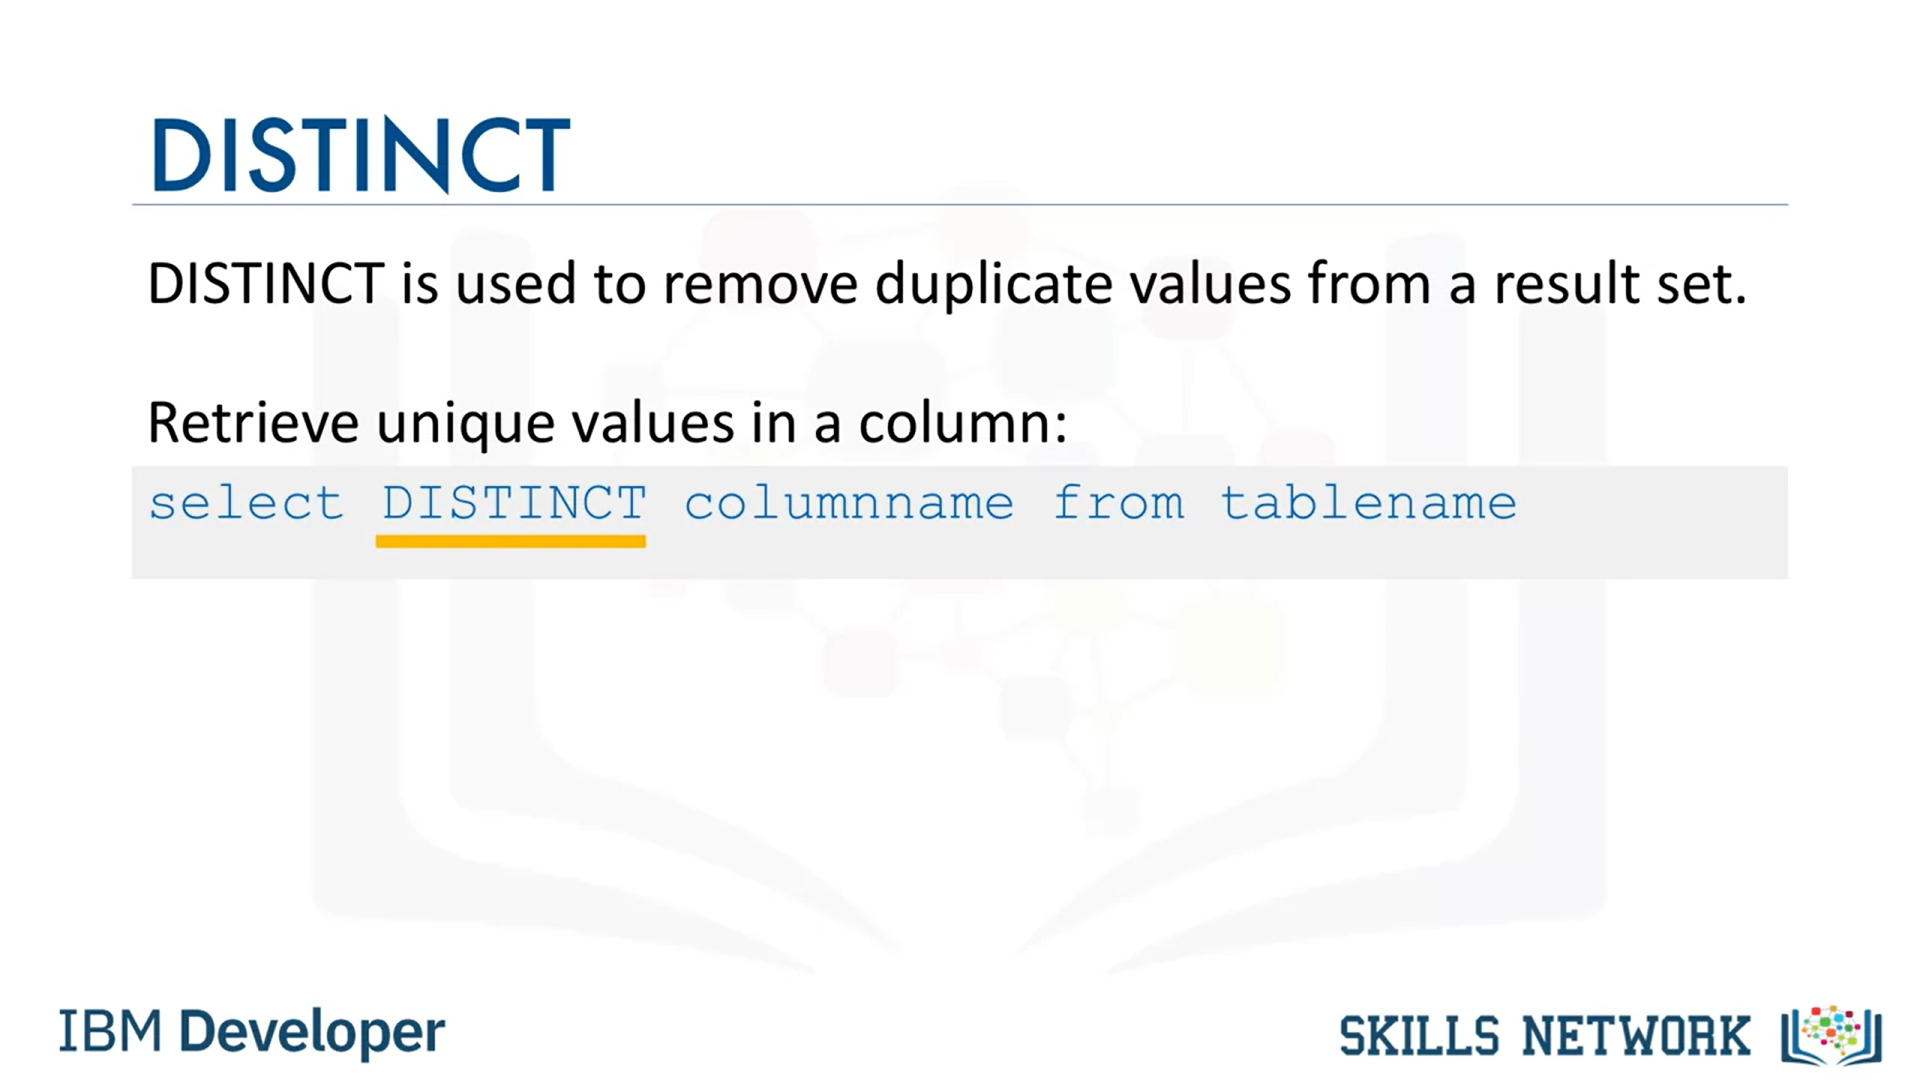 DISTINCT
DISTINCT is used to remove duplicate values from a result set.
Retrieve unique values in a column:
select DISTINCT columnname from tablename
IBM Developer
SKILLS NETWORK